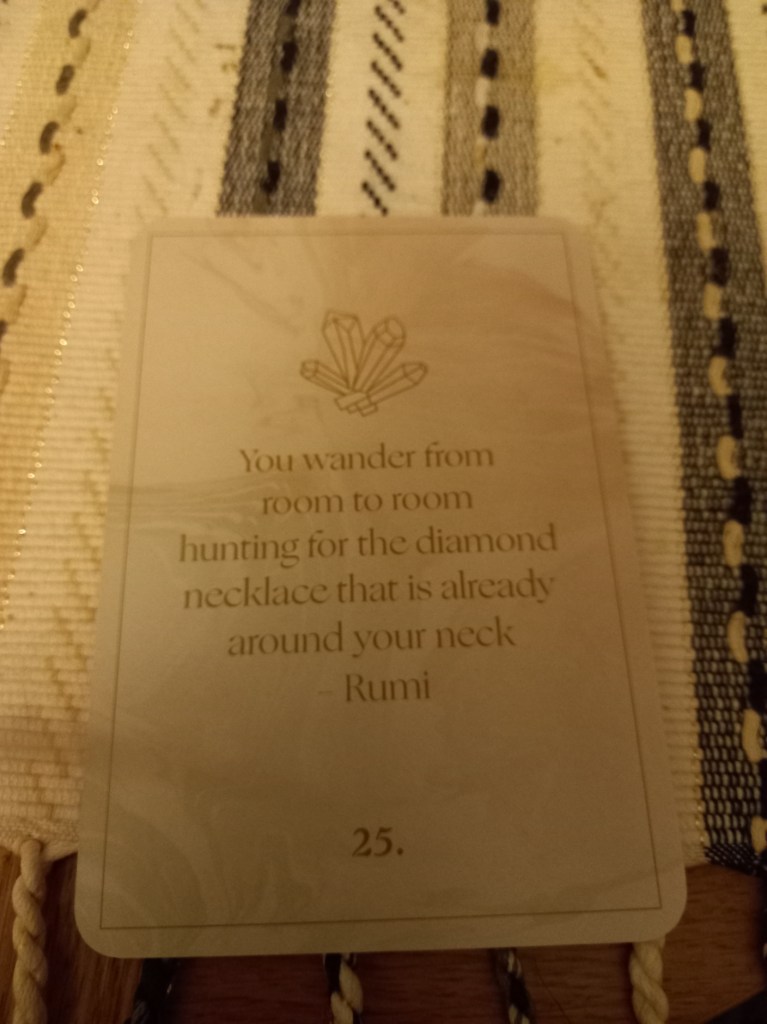 You wander from
room to room
hunting for the diamond
necklace that is already
around your neck
– Rumi
25.